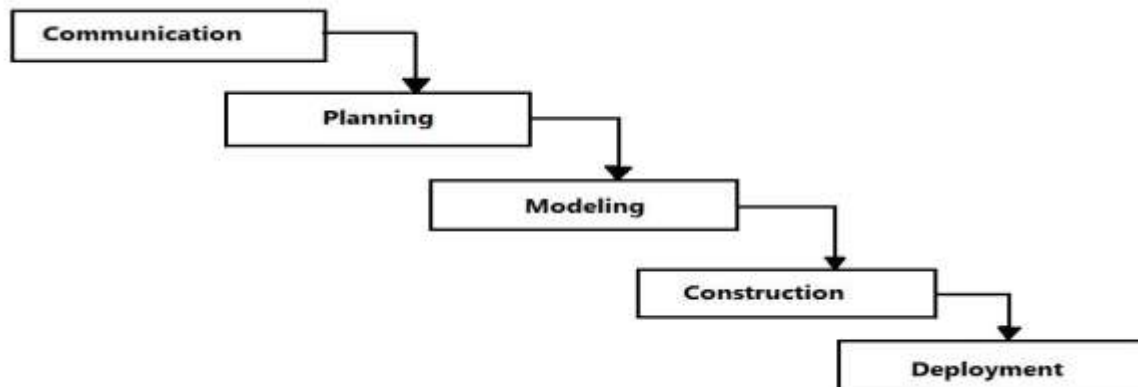 Communication
Planning
Modeling
Construction
Deployment